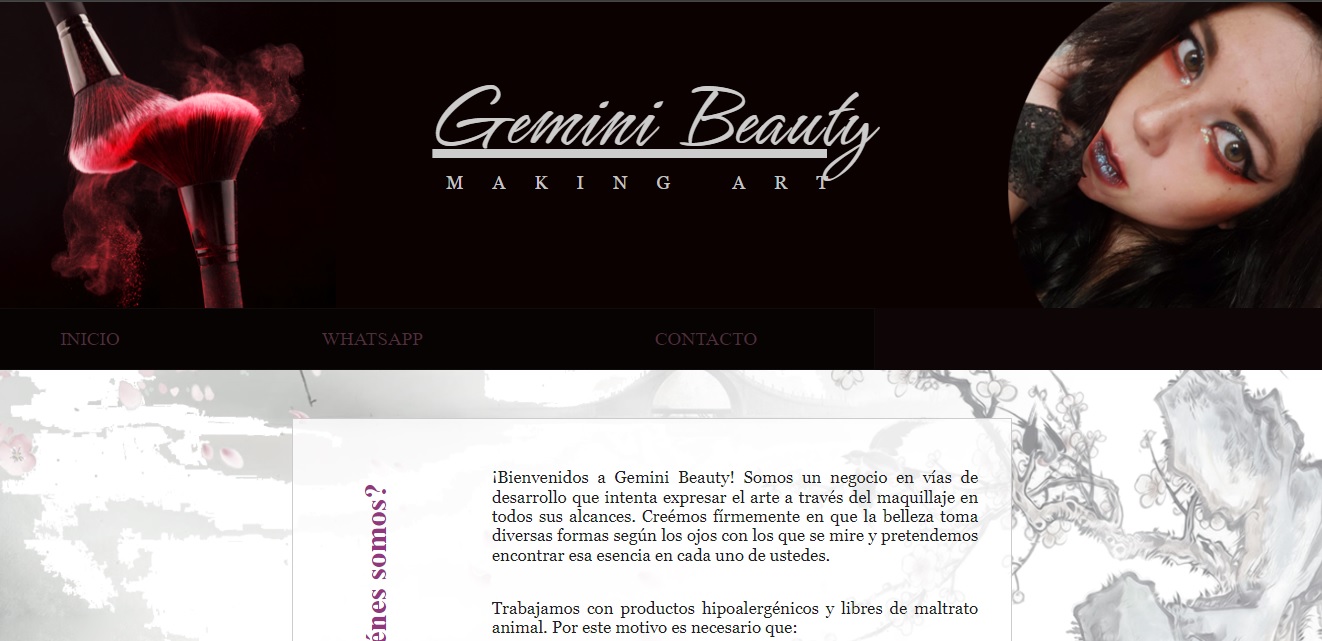 Gemini Beauty
MAKING ART
INICIO
WHATSAPP
CONTACTO
énes somos?
¡Bienvenidos a Gemini Beauty! Somos un negocio en vías de
desarrollo que intenta expresar el arte a través del maquillaje en
todos sus alcances. Creémos fírmemente en que la belleza toma
diversas formas según los ojos con los que se mire y pretendemos
encontrar esa esencia en cada uno de ustedes.
Trabajamos con productos hipoalergénicos y libres de maltrato
animal. Por este motivo es necesario que: